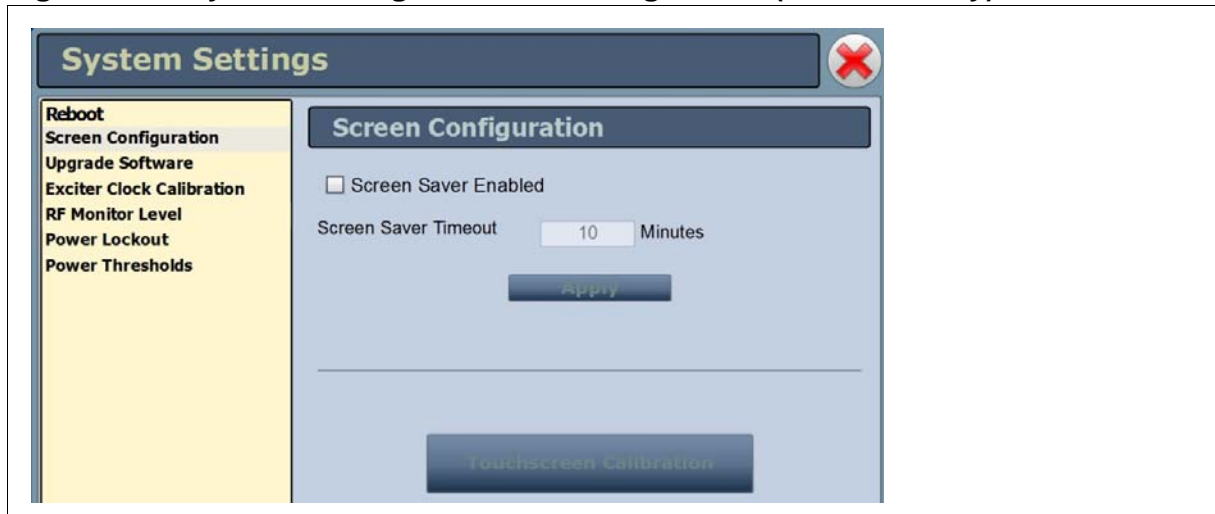 System Settings
Reboot
Screen Configuration
Upgrade Software
Exciter Clock Calibration
RF Monitor Level
Power Lockout
Power Thresholds
Screen Configuration
Screen Saver Enabled
Screen Saver Timeout 10 Minutes
Apply
Touchscreen Calibration